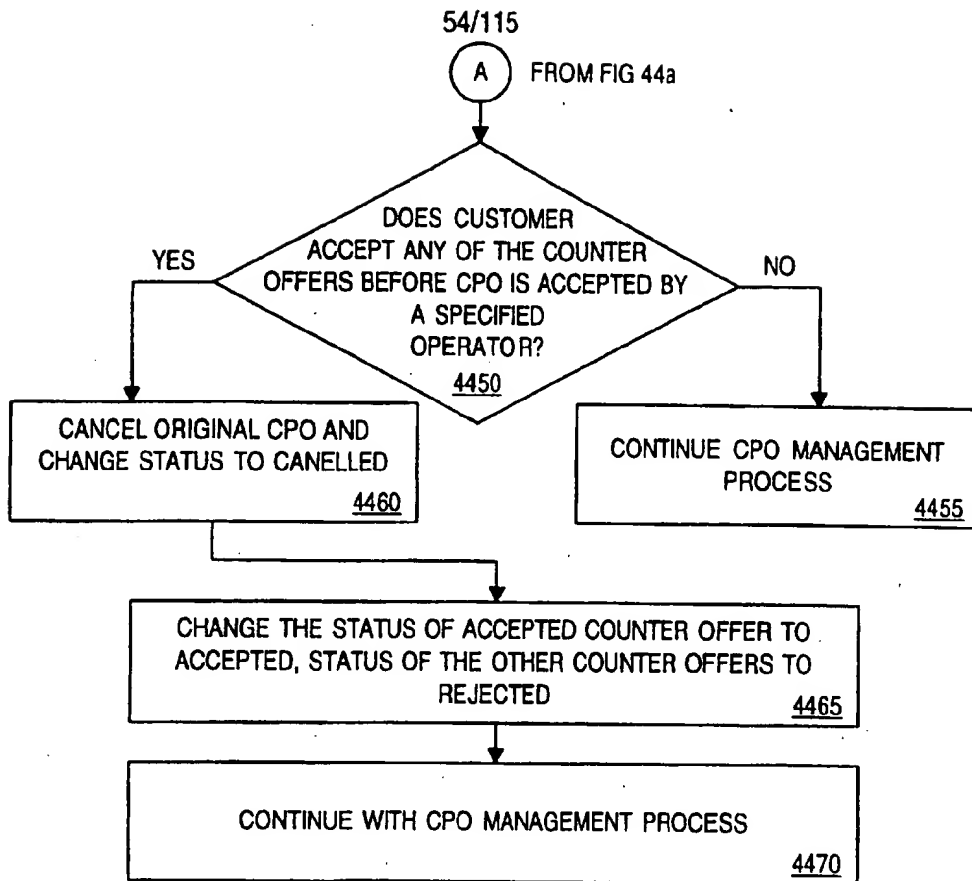 54/115
A
FROM FIG 44a
DOES CUSTOMER
ACCEPT ANY OF THE COUNTER
OFFERS BEFORE CPO IS ACCEPTED BY
A SPECIFIED
OPERATOR?
4450
YES
NO
CANCEL ORIGINAL CPO AND
CHANGE STATUS TO CANELLED
4460
CONTINUE CPO MANAGEMENT
PROCESS
4455
CHANGE THE STATUS OF ACCEPTED COUNTER OFFER TO
ACCEPTED, STATUS OF THE OTHER COUNTER OFFERS TO
REJECTED
4465
CONTINUE WITH CPO MANAGEMENT PROCESS
4470